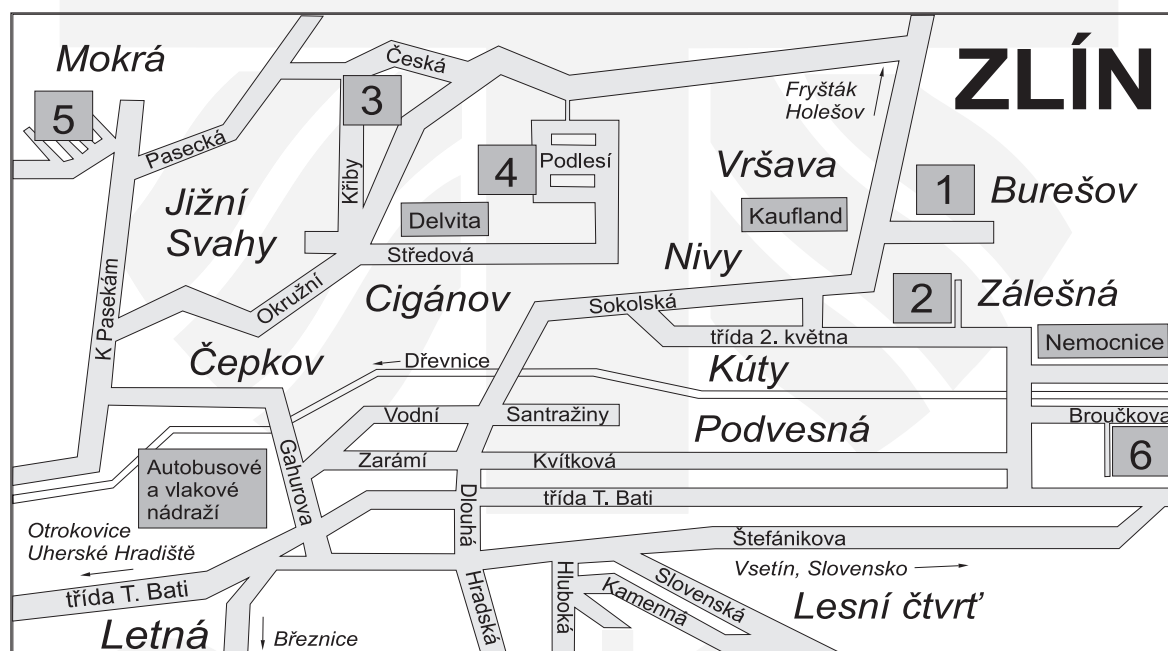 ZLÍN
Mokrá
Česká
3
5
Fryšták
Holešov
Pasecká
Křiby
4
Podlesí
Vršava
1
Burešov
Jižní
Svahy
Delvita
Kaufland
Středová
Nivy
K Pasekám
Okružní
Cigánov
Sokolská
2
Zálešná
třída 2. května
Nemocnice
Čepkov
Dřevnice
Kúty
Vodní
Santražiny
Podvesná
Broučkova
6
Gahurova
Zarámí
Kvítková
Autobusové
a vlakové
nádraží
Dlouhá
třída T. Bati
Otrokovice
Uherské Hradiště
Štefánikova
Vsetín, Slovensko
třída T. Bati
Hradská
Hluboká
Kamenná
Slovenská
Lesní čtvrť
Letná
Březnice